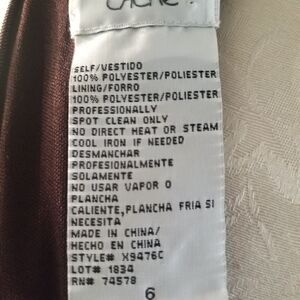 CACHE.
SELF/VESTIDO
100% POLYESTER/POLIESTER
LINING/FORRO
100% POLYESTER/POLIESTER
PROFESSIONALLY
SPOT CLEAN ONLY
NO DIRECT HEAT OR STEAM
COOL IRON IF NEEDED
DESMANCHAR
PROFESIONALMENTE
SOLAMENTE
NO USAR VAPOR O
PLANCHA
CALIENTE,PLANCHA FRIA SI
NECESITA
MADE IN CHINA/
HECHO EN CHINA
STYLE# X9476C
LOT# 1834
RN# 74578
6